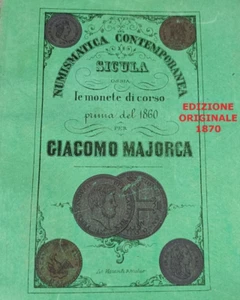 NUMISMATICA CONTEMPORANEA
SICULA
OSSIA
le monete di corso
prima del 1860
PER
GIACOMO MAJORCA
EDIZIONE
ORIGINALE
1870